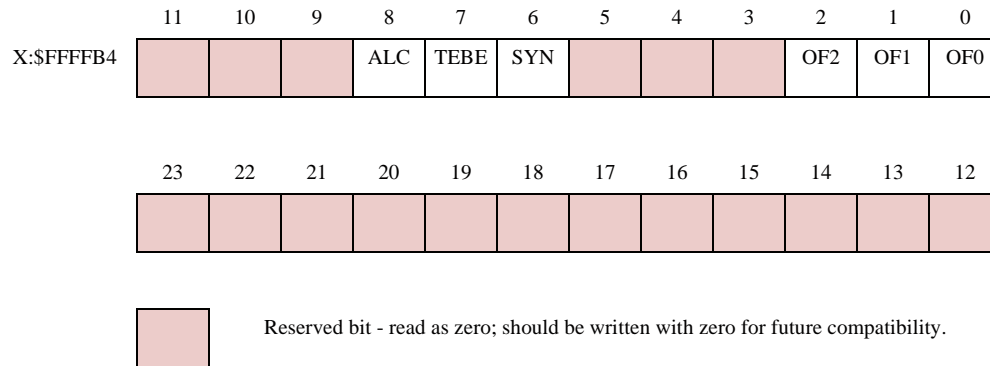 11 10 9 8 7 6 5 4 3 2 1 0
X:$FFFFB4 ALC TEBE SYN OF2 OF1 OF0
23 22 21 20 19 18 17 16 15 14 13 12
Reserved bit - read as zero; should be written with zero for future compatibility.